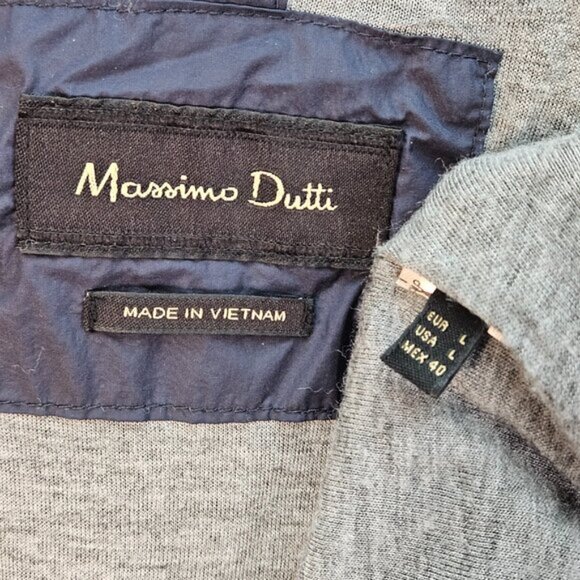 Massimo Dutti
MADE IN VIETNAM
EUR L
USA L
MEX 40